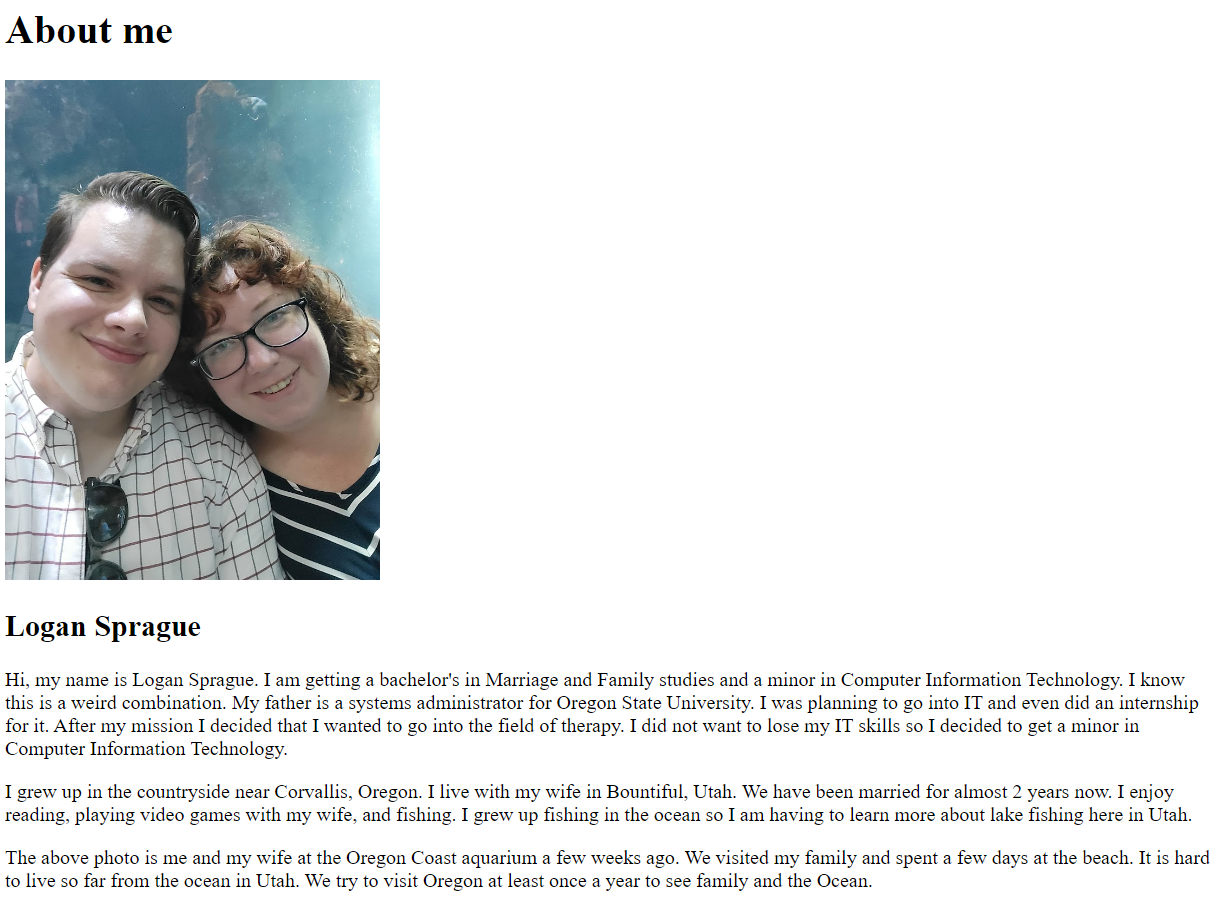 About me
Logan Sprague
Hi, my name is Logan Sprague. I am getting a bachelor's in Marriage and Family studies and a minor in Computer Information Technology. I know
this is a weird combination. My father is a systems administrator for Oregon State University. I was planning to go into IT and even did an internship
for it. After my mission I decided that I wanted to go into the field of therapy. I did not want to lose my IT skills so I decided to get a minor in
Computer Information Technology.
I grew up in the countryside near Corvallis, Oregon. I live with my wife in Bountiful, Utah. We have been married for almost 2 years now. I enjoy
reading, playing video games with my wife, and fishing. I grew up fishing in the ocean so I am having to learn more about lake fishing here in Utah.
The above photo is me and my wife at the Oregon Coast aquarium a few weeks ago. We visited my family and spent a few days at the beach. It is hard
to live so far from the ocean in Utah. We try to visit Oregon at least once a year to see family and the Ocean.